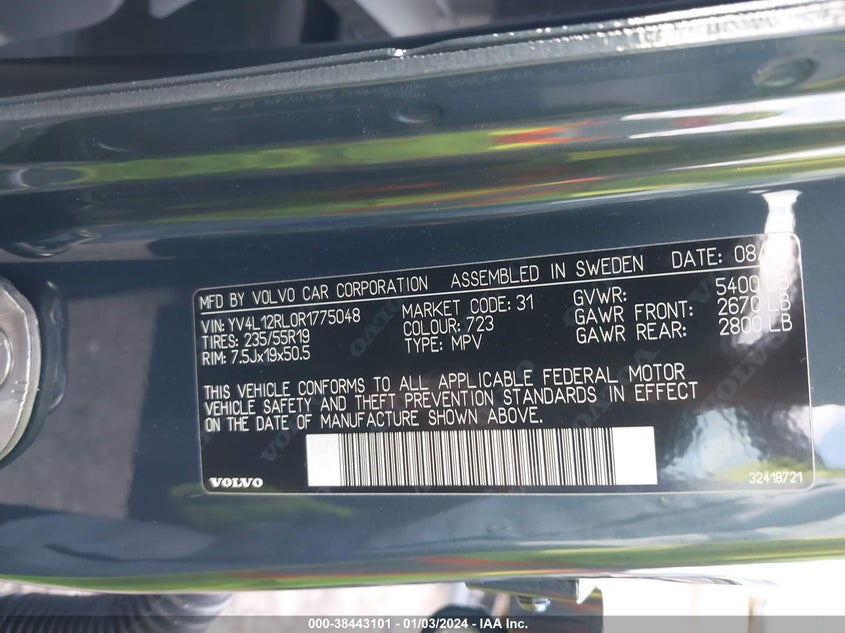 MFD BY VOLVO CAR CORPORATION ASSEMBLED IN SWEDEN DATE: 08/
VIN: YV4L12RL0R1775048 MARKET CODE: 31 GVWR: 5400 LB
TIRES: 235/55R19 COLOUR: 723 GAWR FRONT: 2670 LB
RIM: 7.5Jx19x50.5 TYPE: MPV GAWR REAR: 2800 LB
THIS VEHICLE CONFORMS TO ALL APPLICABLE FEDERAL MOTOR
VEHICLE SAFETY AND THEFT PREVENTION STANDARDS IN EFFECT
ON THE DATE OF MANUFACTURE SHOWN ABOVE.
VOLVO 32418721
000-38443101 - 01/03/2024 - IAA Inc.